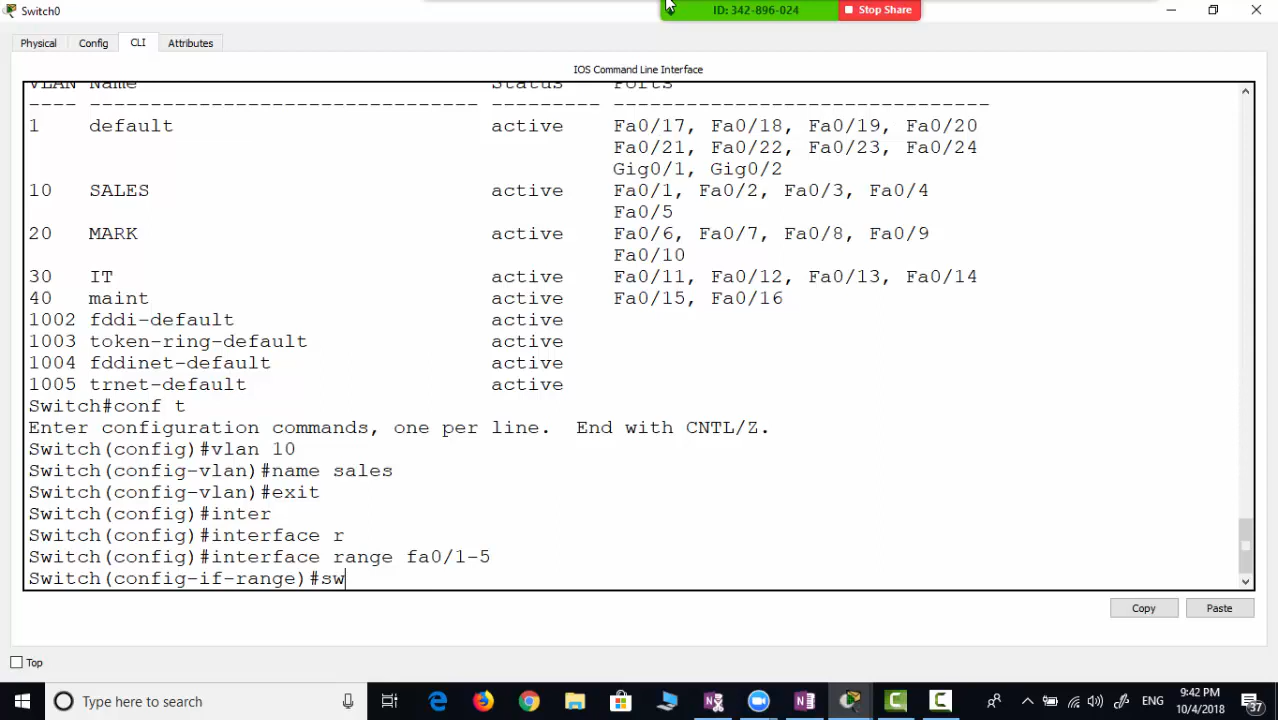 Switch0
ID: 342-896-024
Stop Share
Physical Config CLI Attributes
IOS Command Line Interface
VLAN Name Status Ports
---- -------------------------------- --------- -------------------------------
1 default active Fa0/17, Fa0/18, Fa0/19, Fa0/20
Fa0/21, Fa0/22, Fa0/23, Fa0/24
Gig0/1, Gig0/2
10 SALES active Fa0/1, Fa0/2, Fa0/3, Fa0/4
Fa0/5
20 MARK active Fa0/6, Fa0/7, Fa0/8, Fa0/9
Fa0/10
30 IT active Fa0/11, Fa0/12, Fa0/13, Fa0/14
40 maint active Fa0/15, Fa0/16
1002 fddi-default active
1003 token-ring-default active
1004 fddinet-default active
1005 trnet-default active
Switch#conf t
Enter configuration commands, one per line. End with CNTL/Z.
Switch(config)#vlan 10
Switch(config-vlan)#name sales
Switch(config-vlan)#exit
Switch(config)#inter
Switch(config)#interface r
Switch(config)#interface range fa0/1-5
Switch(config-if-range)#sw
Copy Paste
Top
Type here to search
ENG
9:42 PM
10/4/2018
37